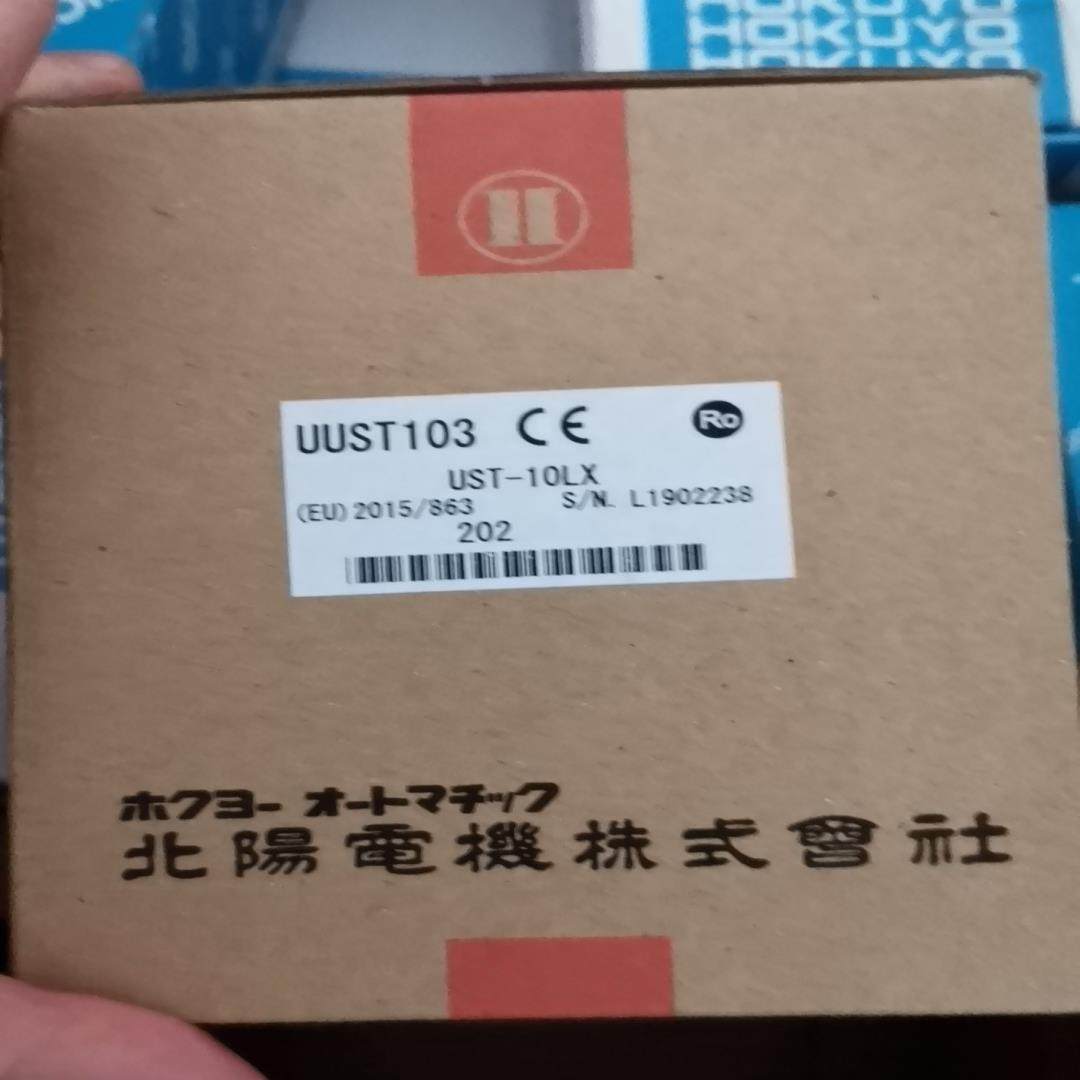 HOKUYO
HOKUYO
UUST103 CE Ro
UST-10LX
(EU)2015/863 S/N. L1902238
202
ホクヨー オートマチック
北陽電機株式會社